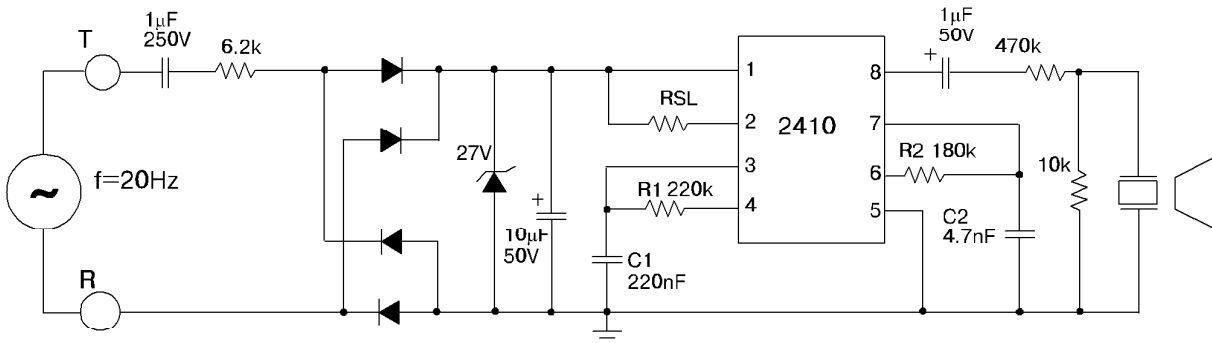 T
1µF
250V
6.2k
f=20Hz
R
27V
10µF
50V
RSL
R1 220k
C1
220nF
1
2
3
4
2410
8
7
6
5
1µF
50V
470k
R2 180k
10k
C2
4.7nF
+
+
~